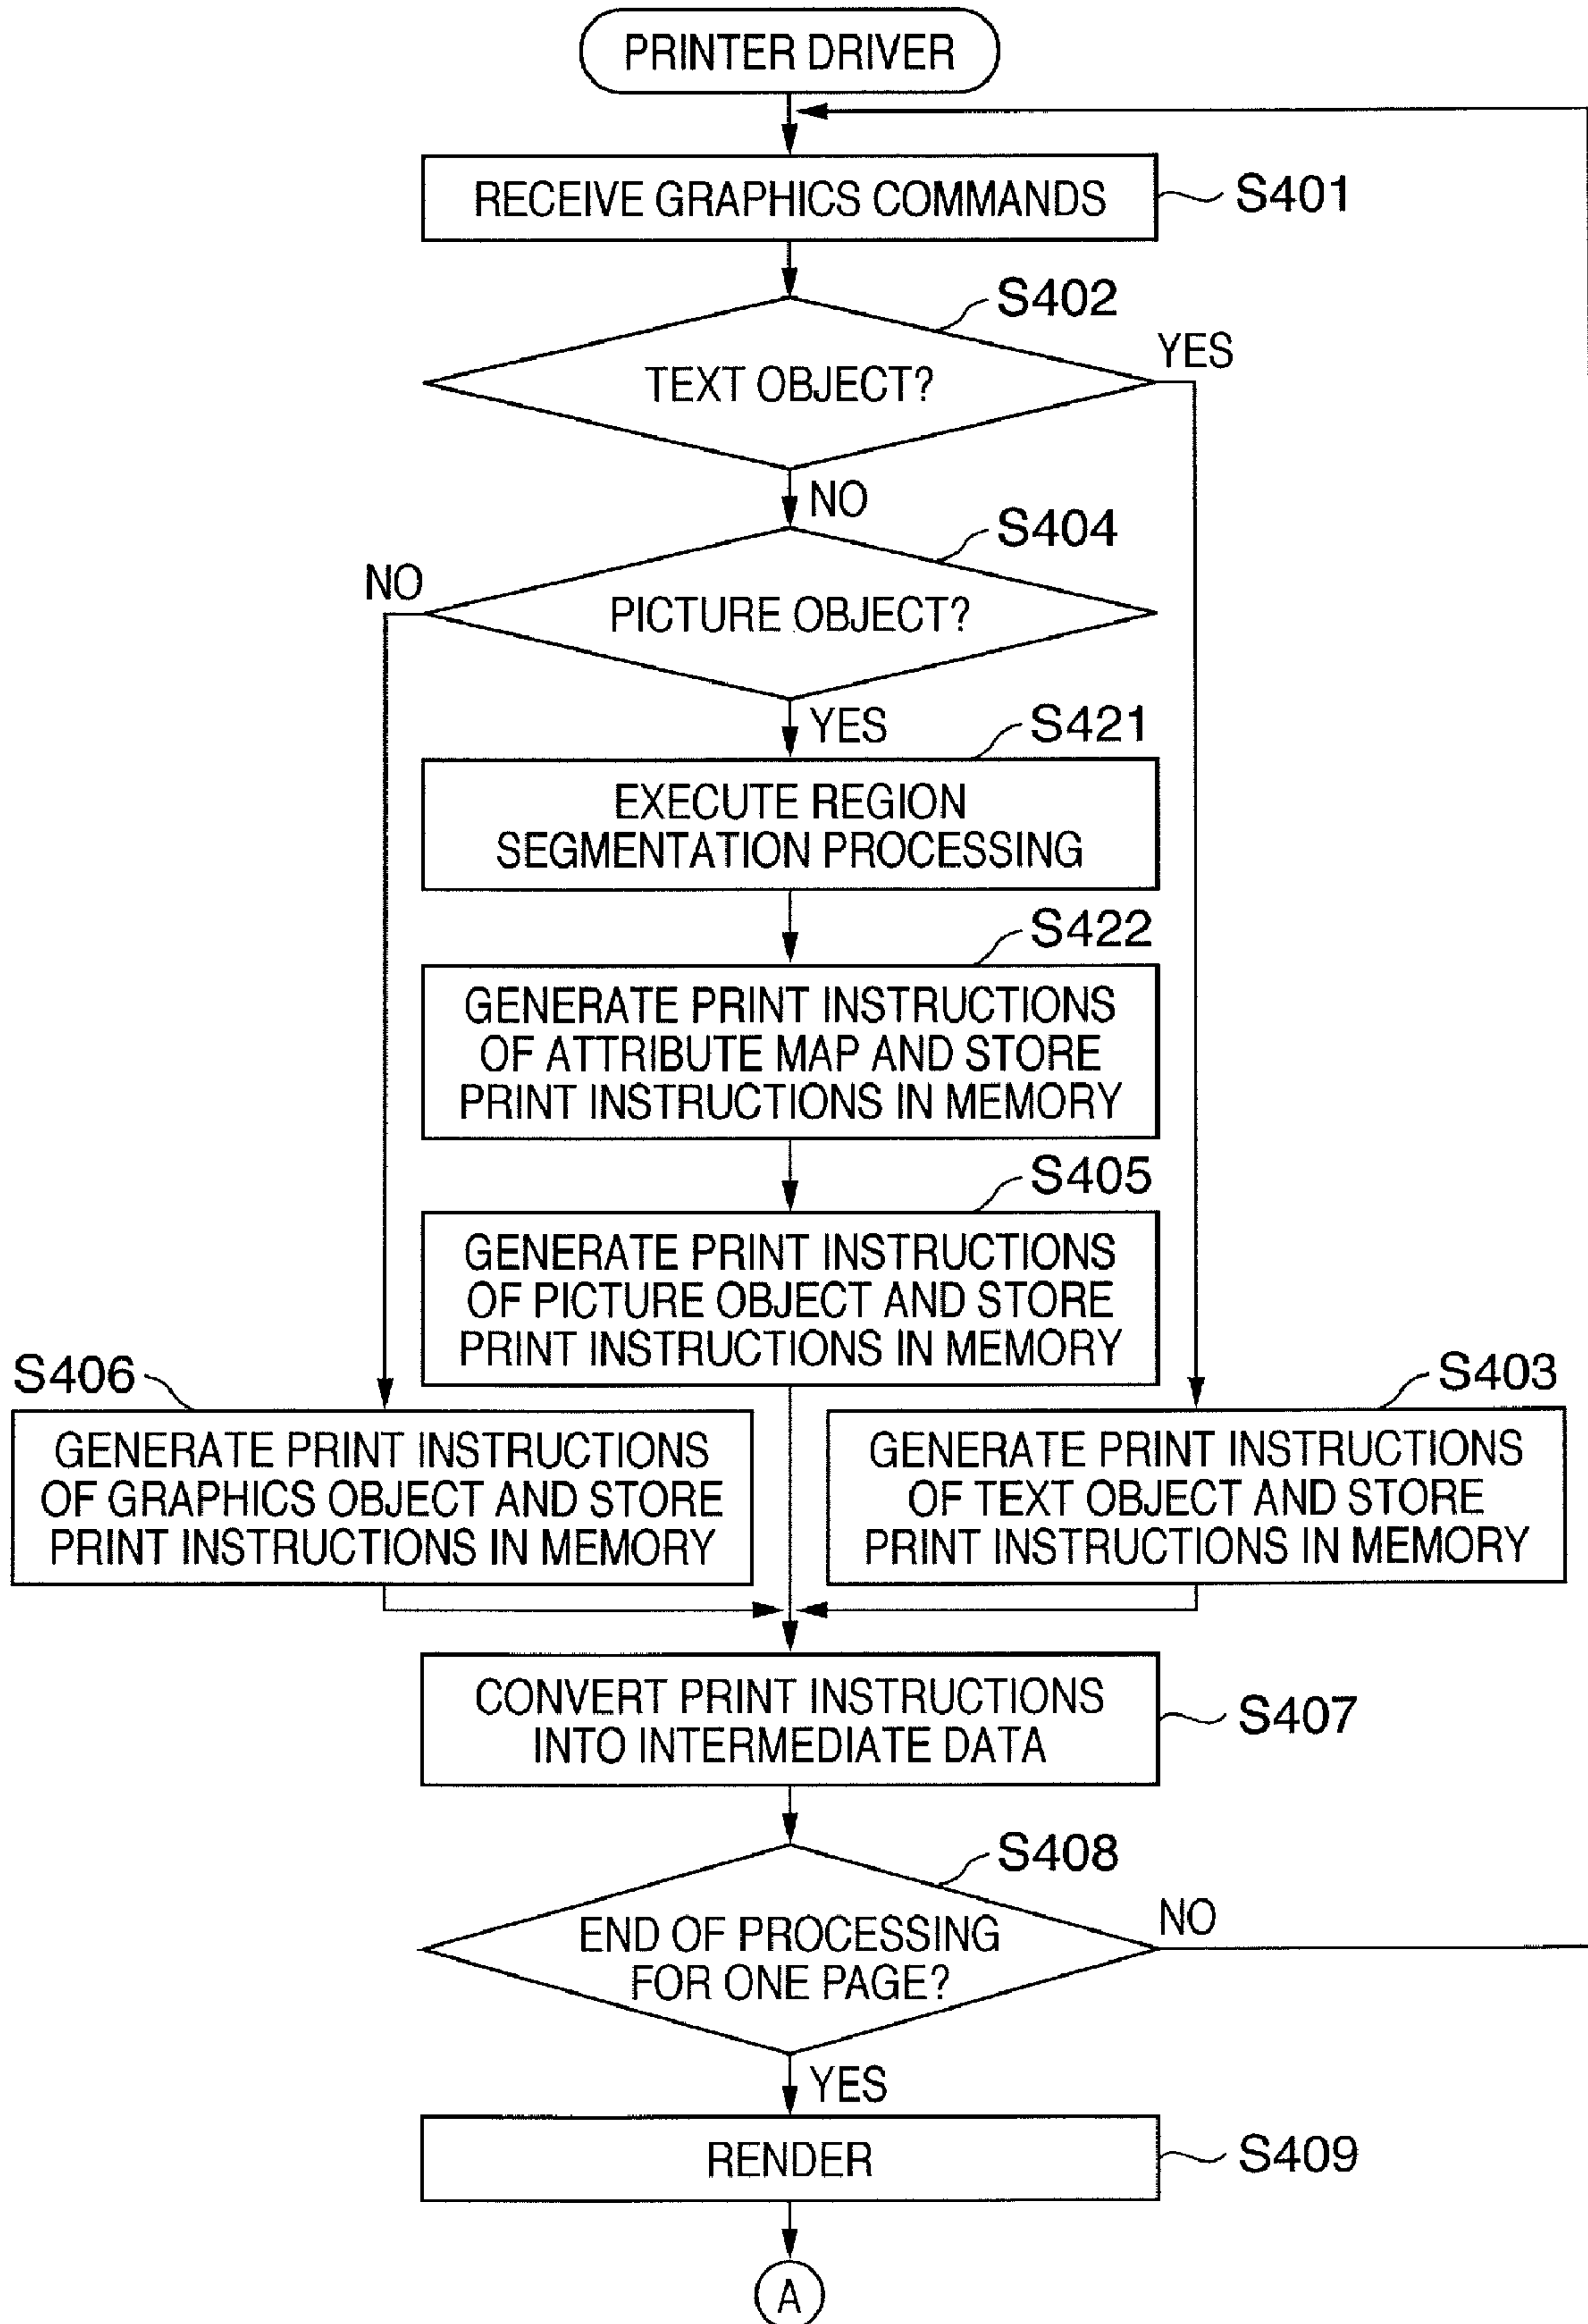 PRINTER DRIVER
RECEIVE GRAPHICS COMMANDS
S401
S402
TEXT OBJECT?
YES
NO
S404
NO
PICTURE OBJECT?
YES
S421
EXECUTE REGION
SEGMENTATION PROCESSING
S422
GENERATE PRINT INSTRUCTIONS
OF ATTRIBUTE MAP AND STORE
PRINT INSTRUCTIONS IN MEMORY
S405
GENERATE PRINT INSTRUCTIONS
OF PICTURE OBJECT AND STORE
PRINT INSTRUCTIONS IN MEMORY
S406
GENERATE PRINT INSTRUCTIONS
OF GRAPHICS OBJECT AND STORE
PRINT INSTRUCTIONS IN MEMORY
S403
GENERATE PRINT INSTRUCTIONS
OF TEXT OBJECT AND STORE
PRINT INSTRUCTIONS IN MEMORY
CONVERT PRINT INSTRUCTIONS
INTO INTERMEDIATE DATA
S407
S408
END OF PROCESSING
FOR ONE PAGE?
NO
YES
RENDER
S409
A